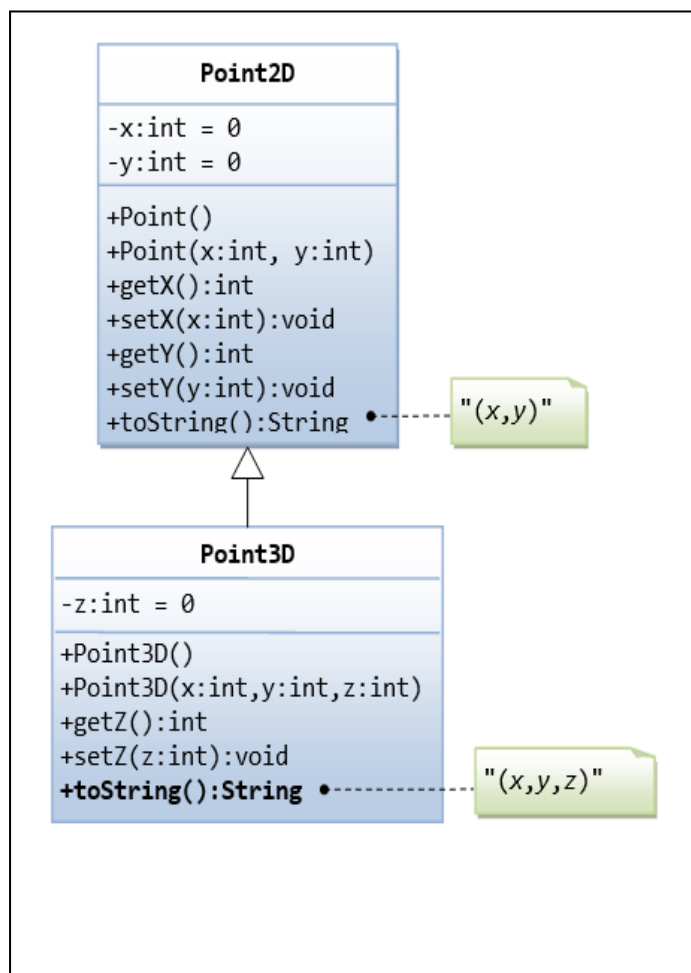 Point2D
-x:int = 0
-y:int = 0
+Point()
+Point(x:int, y:int)
+getX():int
+setX(x:int):void
+getY():int
+setY(y:int):void
+toString():String
"(x,y)"
Point3D
-z:int = 0
+Point3D()
+Point3D(x:int,y:int,z:int)
+getZ():int
+setZ(z:int):void
+toString():String
"(x,y,z)"